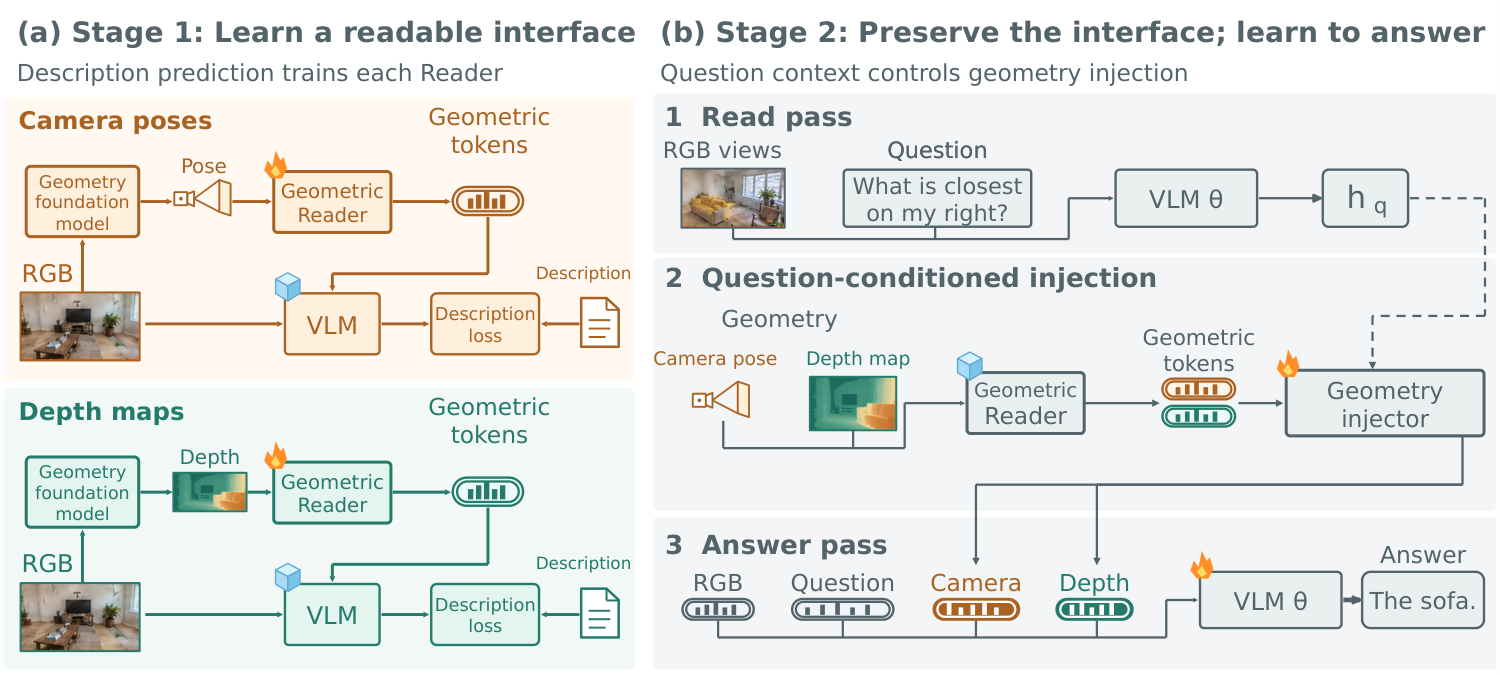 (a) Stage 1: Learn a readable interface
Description prediction trains each Reader
Camera poses
Geometric
tokens
Pose
Geometry
foundation
model
Geometric
Reader
RGB
Description
VLM
Description
loss
Depth maps
Geometric
tokens
Depth
Geometry
foundation
model
Geometric
Reader
RGB
Description
VLM
Description
loss
(b) Stage 2: Preserve the interface; learn to answer
Question context controls geometry injection
1 Read pass
RGB views
Question
What is closest
on my right?
VLM θ
h q
2 Question-conditioned injection
Geometry
Camera pose
Depth map
Geometric
Reader
Geometric
tokens
Geometry
injector
3 Answer pass
RGB
Question
Camera
Depth
VLM θ
Answer
The sofa.